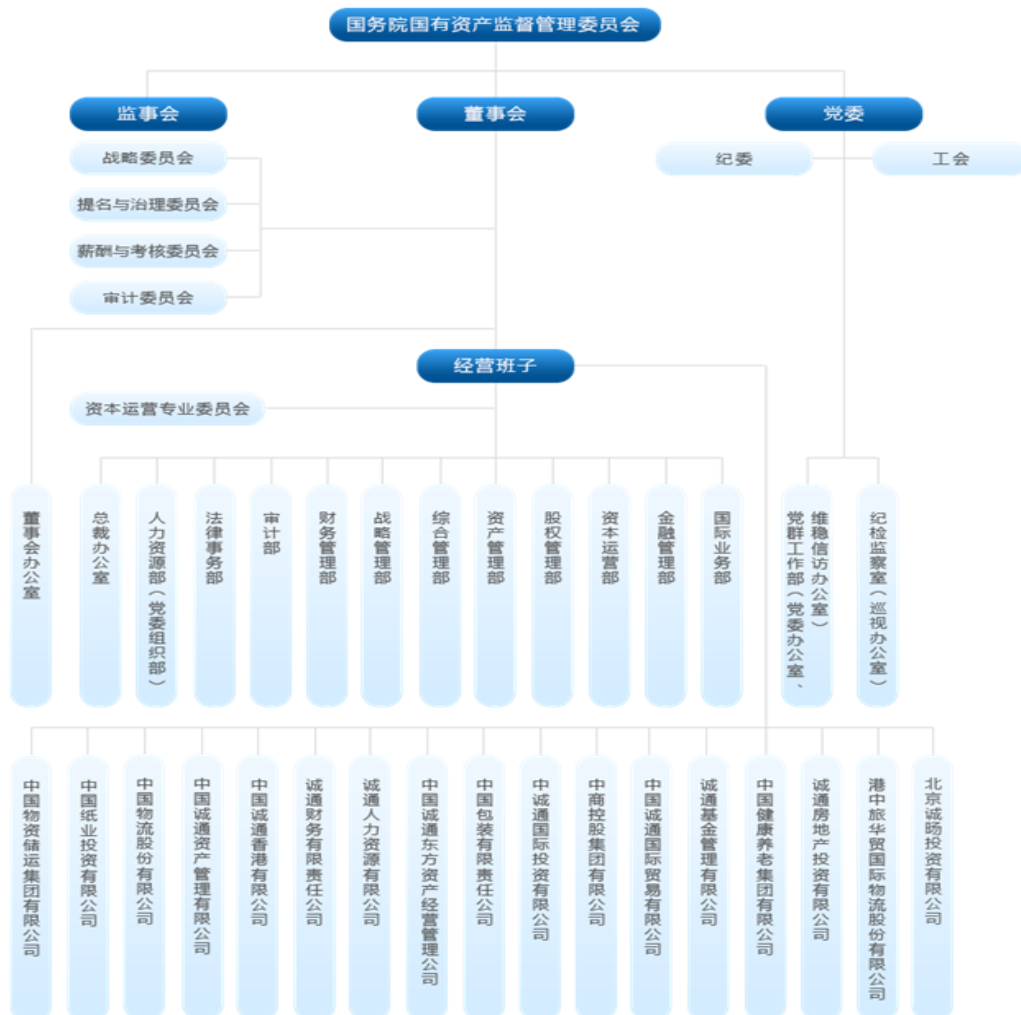 国务院国有资产监督管理委员会
监事会
董事会
党委
战略委员会
纪委
工会
提名与治理委员会
薪酬与考核委员会
审计委员会
经营班子
资本运营专业委员会
董事会办公室
总裁办公室
人力资源部（党委组织部）
法律事务部
审计部
财务管理部
战略管理部
综合管理部
资产管理部
股权管理部
资本运营部
金融管理部
国际业务部
党群工作部（党委办公室、
维稳信访办公室）
纪检监察室（巡视办公室）
中国物资储运集团有限公司
中国纸业投资有限公司
中国物流股份有限公司
中国诚通资产管理有限公司
中国诚通香港有限公司
诚通财务有限责任公司
诚通人力资源有限公司
中国诚通东方资产经营管理公司
中国包装有限责任公司
中诚通国际投资有限公司
中商控股集团有限公司
中国诚通国际贸易有限公司
诚通基金管理有限公司
中国健康养老集团有限公司
诚通房地产投资有限公司
港中旅华贸国际物流股份有限公司
北京诚旸投资有限公司